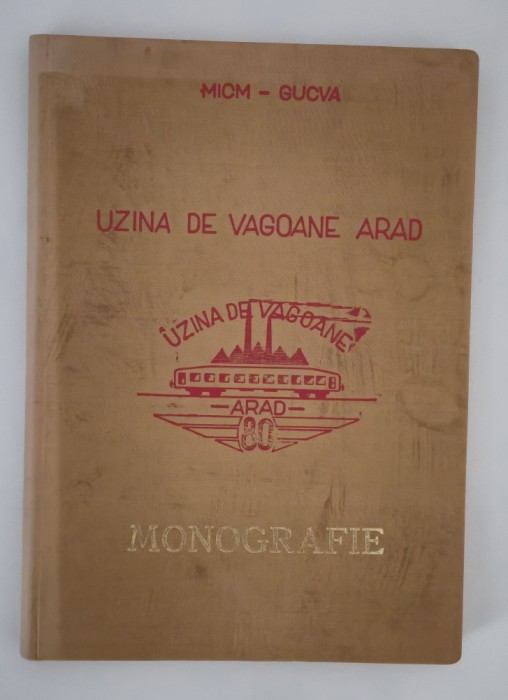 MICM - GUCVA
UZINA DE VAGOANE ARAD
UZINA DE VAGOANE
-ARAD-
80
MONOGRAFIE